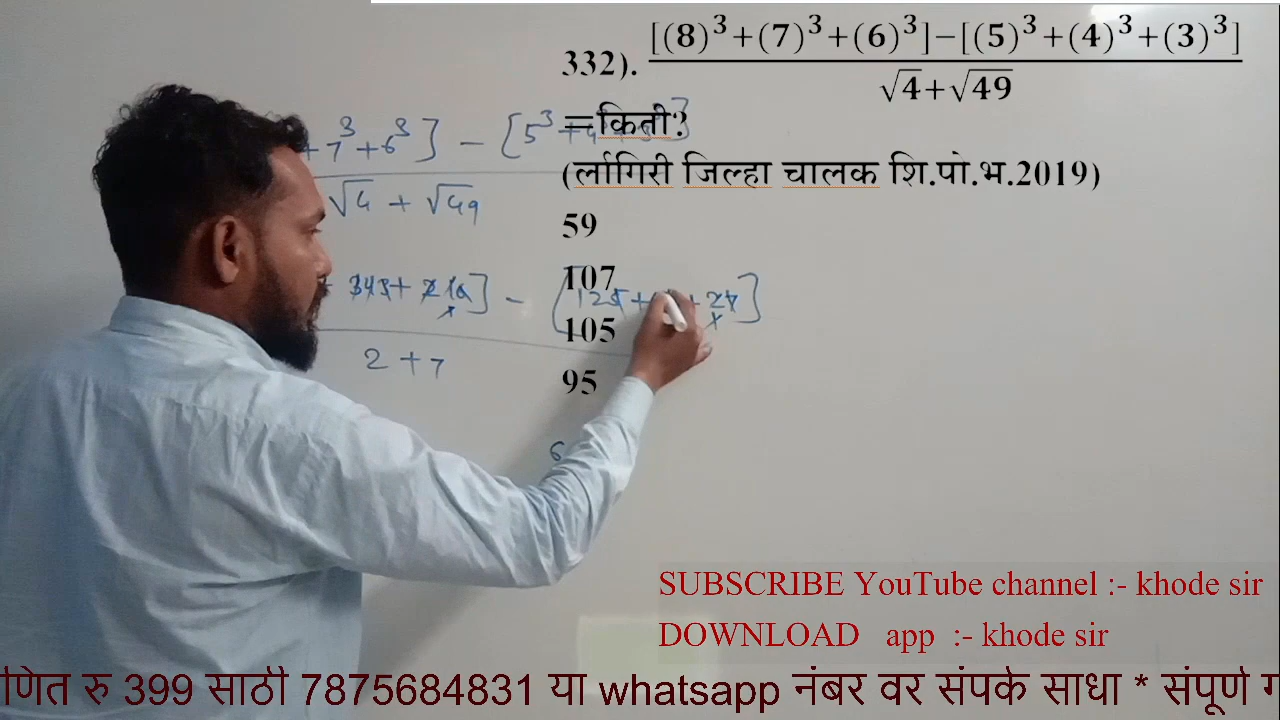 332). [(8)³+(7)³+(6)³]−[(5)³+(4)³+(3)³]
√4+√49
=किती?
(र्लागिरी जिल्हा चालक शि.पो.भ.2019)
59
107
105
95
+ 7³ + 6³ ] − [ 5³ +
√4 + √49
+ 343 + 216 ] − [ 125 + + 27 ]
2 + 7
6
SUBSCRIBE YouTube channel :- khode sir
DOWNLOAD app :- khode sir
णित रु 399 साठी 7875684831 या whatsapp नंबर वर संपर्क साधा * संपूर्ण ग